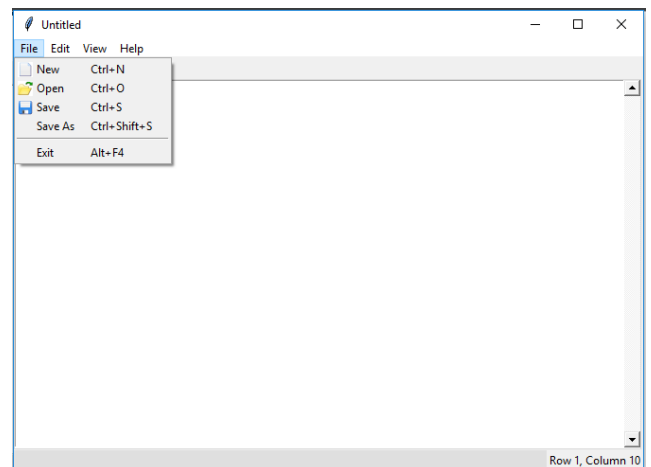 Untitled
File Edit View Help
New Ctrl+N
Open Ctrl+O
Save Ctrl+S
Save As Ctrl+Shift+S
Exit Alt+F4
Row 1, Column 10